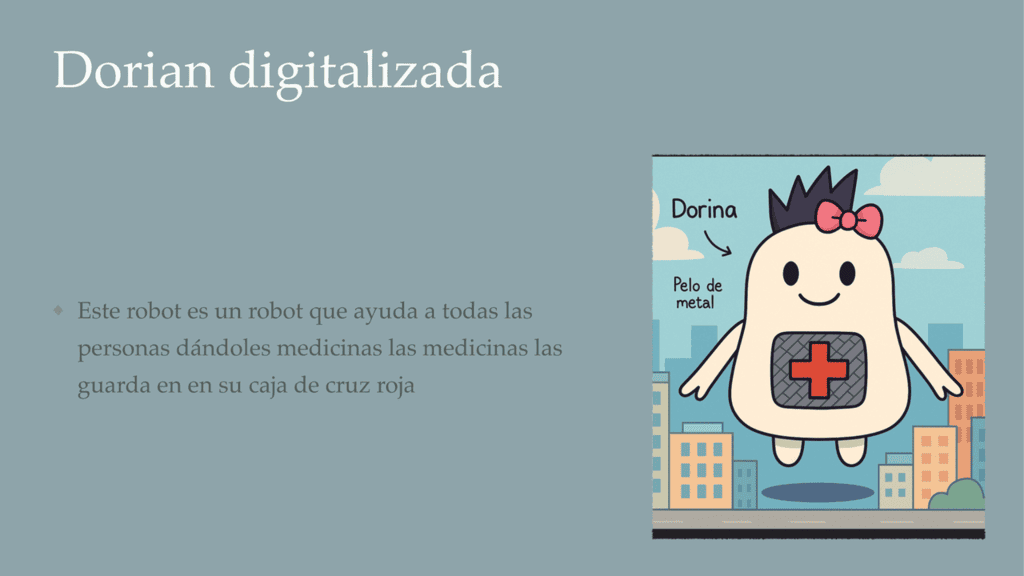 Dorian digitalizada
Este robot es un robot que ayuda a todas las
personas dándoles medicinas las medicinas las
guarda en en su caja de cruz roja
Dorina
Pelo de
metal